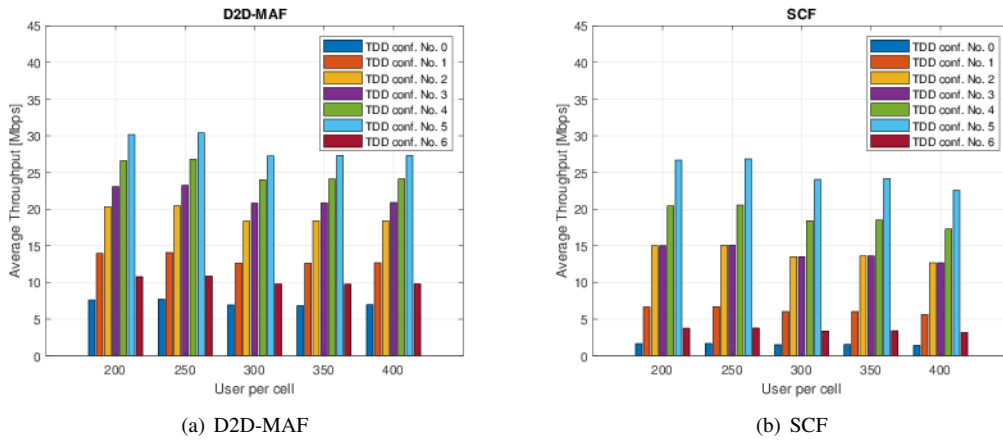 D2D-MAF
45
40
35
30
25
20
15
10
5
0
Average Throughput [Mbps]
TDD conf. No. 0
TDD conf. No. 1
TDD conf. No. 2
TDD conf. No. 3
TDD conf. No. 4
TDD conf. No. 5
TDD conf. No. 6
200 250 300 350 400
User per cell
(a) D2D-MAF
SCF
45
40
35
30
25
20
15
10
5
0
Average Throughput [Mbps]
TDD conf. No. 0
TDD conf. No. 1
TDD conf. No. 2
TDD conf. No. 3
TDD conf. No. 4
TDD conf. No. 5
TDD conf. No. 6
200 250 300 350 400
User per cell
(b) SCF